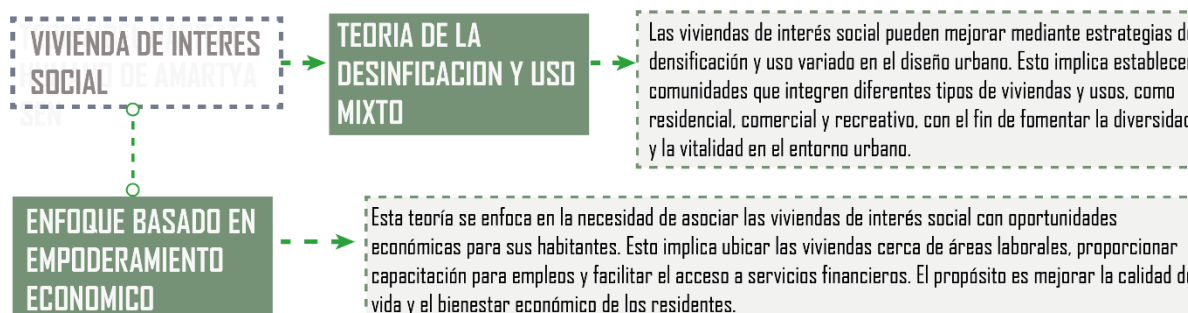 VIVIENDA DE INTERES
SOCIAL
HUMANO DE AMARTYA
SEN
TEORIA DE LA
DESINFICACION Y USO
MIXTO
Las viviendas de interés social pueden mejorar mediante estrategias de
densificación y uso variado en el diseño urbano. Esto implica establecer
comunidades que integren diferentes tipos de viviendas y usos, como
residencial, comercial y recreativo, con el fin de fomentar la diversidad
y la vitalidad en el entorno urbano.
ENFOQUE BASADO EN
EMPODERAMIENTO
ECONOMICO
Esta teoría se enfoca en la necesidad de asociar las viviendas de interés social con oportunidades
económicas para sus habitantes. Esto implica ubicar las viviendas cerca de áreas laborales, proporcionar
capacitación para empleos y facilitar el acceso a servicios financieros. El propósito es mejorar la calidad de
vida y el bienestar económico de los residentes.